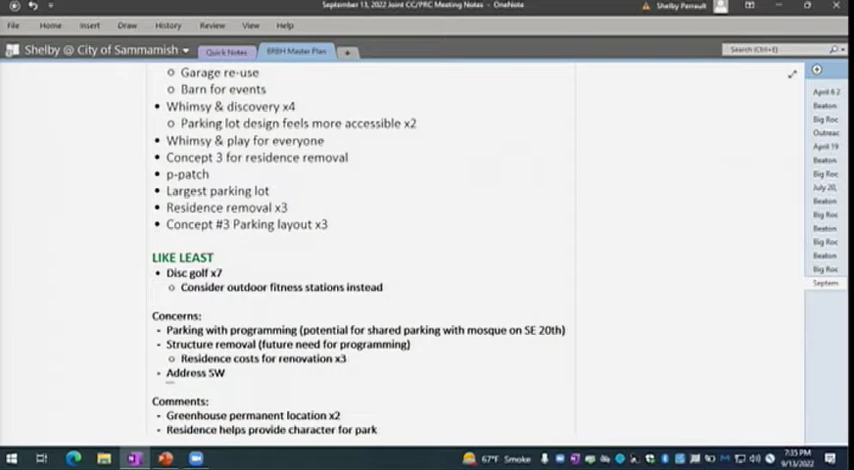 September 13, 2022 Joint CC/PRC Meeting Notes - OneNote
Shelby Perrault
File Home Insert Draw History Review View Help
Shelby @ City of Sammamish
Quick Notes
BRBH Master Plan
+
Search (Ctrl+E)
o Garage re-use
o Barn for events
• Whimsy & discovery x4
o Parking lot design feels more accessible x2
• Whimsy & play for everyone
• Concept 3 for residence removal
• p-patch
• Largest parking lot
• Residence removal x3
• Concept #3 Parking layout x3
LIKE LEAST
• Disc golf x7
o Consider outdoor fitness stations instead
Concerns:
- Parking with programming (potential for shared parking with mosque on SE 20th)
- Structure removal (future need for programming)
o Residence costs for renovation x3
- Address SW
Comments:
- Greenhouse permanent location x2
- Residence helps provide character for park
April 6 2
Beaton
Big Roc
Outreac
April 19
Beaton
Big Roc
July 20,
Beaton
Big Roc
Beaton
Big Roc
Beaton
Big Roc
Septem
67°F Smoke
7:35 PM
9/13/2022